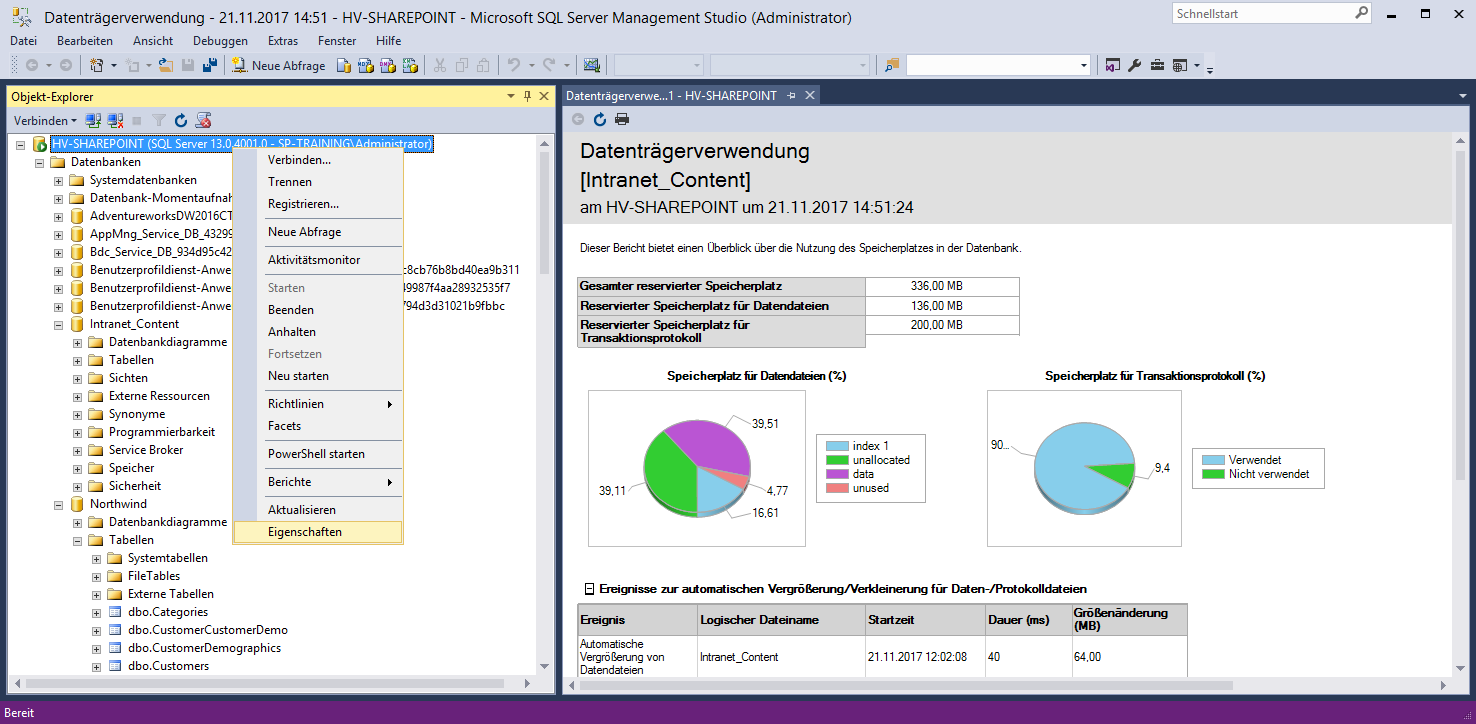 Datenträgerverwendung - 21.11.2017 14:51 - HV-SHAREPOINT - Microsoft SQL Server Management Studio (Administrator)
Schnellstart
Datei Bearbeiten Ansicht Debuggen Extras Fenster Hilfe
Neue Abfrage
Objekt-Explorer
Verbinden
HV-SHAREPOINT (SQL Server 13.0.4001.0 - SP-TRAINING\Administrator)
Datenbanken
Systemdatenbanken
Datenbank-Momentaufnah
AdventureworksDW2016CT
AppMng_Service_DB_43299
Bdc_Service_DB_934d95c42
Benutzerprofildienst-Anwe c8cb76b8bd40ea9b311
Benutzerprofildienst-Anwe 49987f4aa28932535f7
Benutzerprofildienst-Anwe 794d3d31021b9fbbc
Intranet_Content
Datenbankdiagramme
Tabellen
Sichten
Externe Ressourcen
Synonyme
Programmierbarkeit
Service Broker
Speicher
Sicherheit
Northwind
Datenbankdiagramme
Tabellen
Systemtabellen
FileTables
Externe Tabellen
dbo.Categories
dbo.CustomerCustomerDemo
dbo.CustomerDemographics
dbo.Customers
Verbinden...
Trennen
Registrieren...
Neue Abfrage
Aktivitätsmonitor
Starten
Beenden
Anhalten
Fortsetzen
Neu starten
Richtlinien
Facets
PowerShell starten
Berichte
Aktualisieren
Eigenschaften
Datenträgerverwe...1 - HV-SHAREPOINT
Datenträgerverwendung
[Intranet_Content]
am HV-SHAREPOINT um 21.11.2017 14:51:24
Dieser Bericht bietet einen Überblick über die Nutzung des Speicherplatzes in der Datenbank.
Gesamter reservierter Speicherplatz 336,00 MB
Reservierter Speicherplatz für Datendateien 136,00 MB
Reservierter Speicherplatz für 200,00 MB
Transaktionsprotokoll
Speicherplatz für Datendateien (%)
39,51
39,11
4,77
16,61
index 1
unallocated
data
unused
Speicherplatz für Transaktionsprotokoll (%)
90...
9,4
Verwendet
Nicht verwendet
Ereignisse zur automatischen Vergrößerung/Verkleinerung für Daten-/Protokolldateien
Ereignis Logischer Dateiname Startzeit Dauer (ms) Größenänderung
(MB)
Automatische
Vergrößerung von Intranet_Content 21.11.2017 12:02:08 40 64,00
Datendateien
Bereit